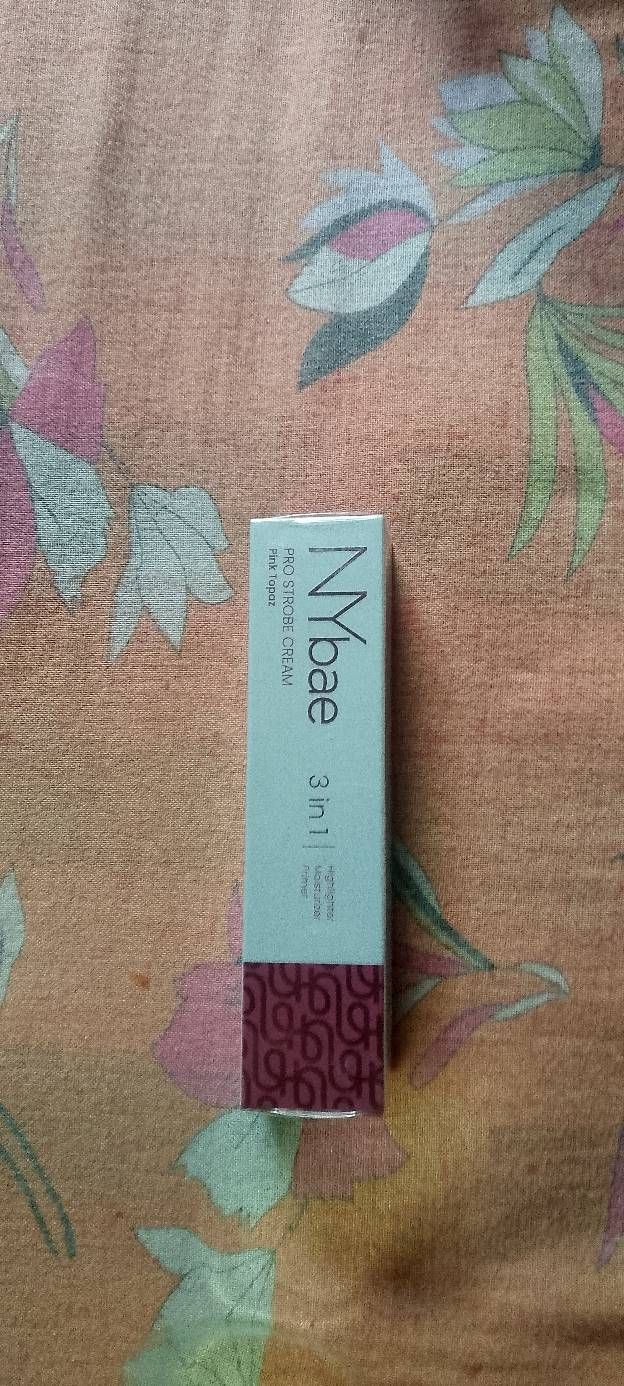 NYbae
PRO STROBE CREAM
Pink Topaz
3 in 1
Highlighter
Moisturizer
Primer